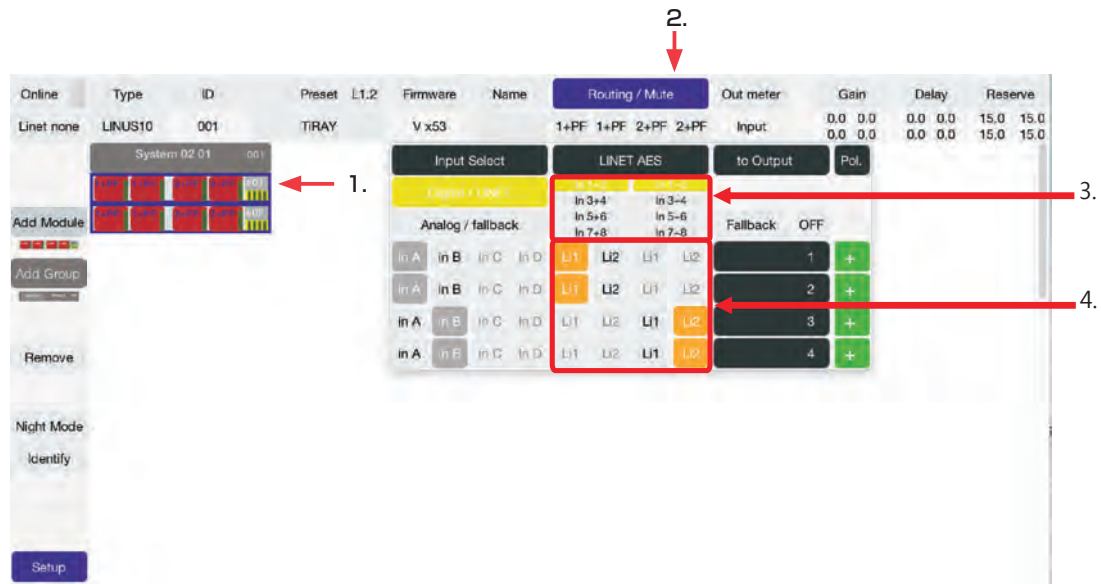 2.
Online Type ID Preset L1.2 Firmware Name Routing / Mute Out meter Gain Delay Reserve
Linet none LINUS10 001 TiRAY V x53 1+PF 1+PF 2+PF 2+PF Input 0.0 0.0 0.0 0.0 15.0 15.0
0.0 0.0 0.0 0.0 15.0 15.0
System 02 01 001
Input Select LINET AES to Output Pol.
1.
3.
In 3+4 In 3-4
In 5+6 In 5-6
In 7+8 In 7-8
Add Module
Analog / fallback Fallback OFF
in A in B in C in D Li1 Li2 Li1 Li2 1 +
Add Group
in A in B in C in D Li1 Li2 Li1 Li2 2 +
4.
in A in B in C in D Li1 Li2 Li1 Li2 3 +
Remove
in A in B in C in D Li1 Li2 Li1 Li2 4 +
Night Mode
Identify
Setup